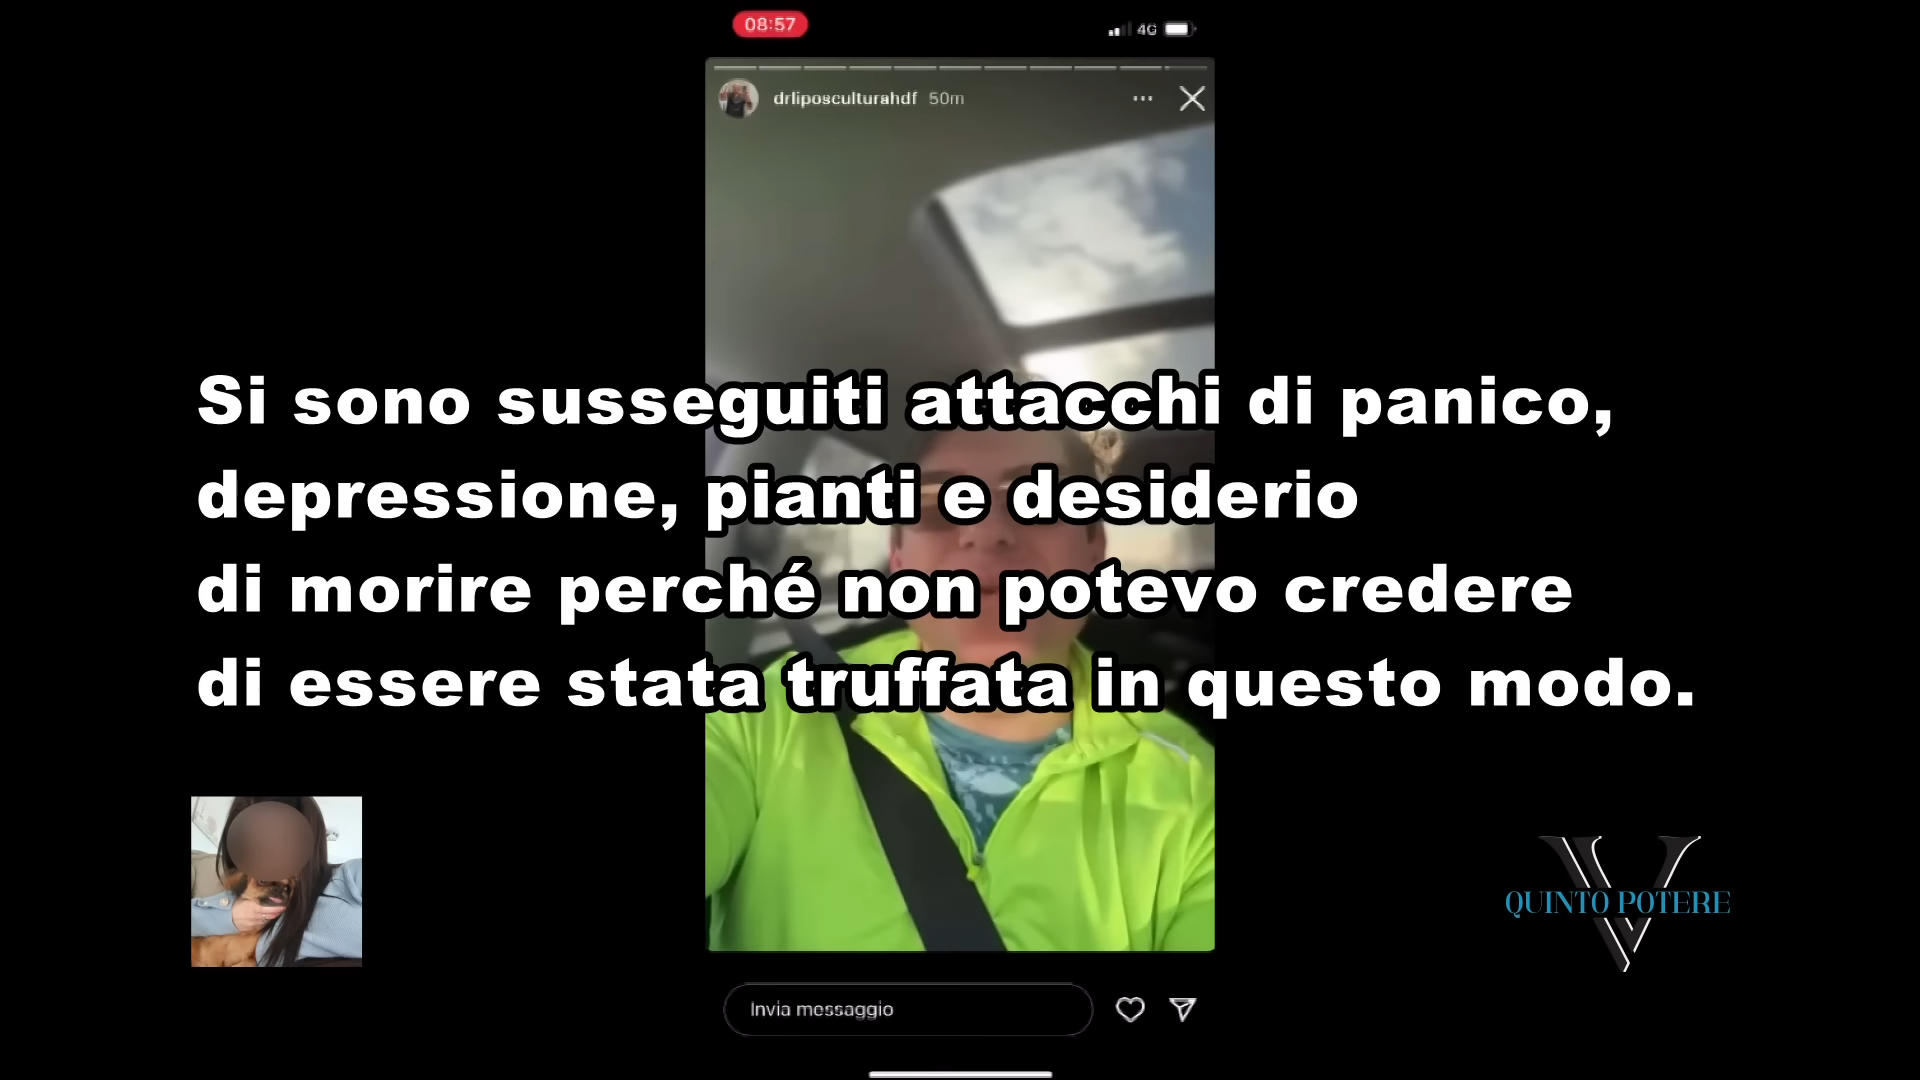 08:57
4G
drliposculturahdf 50m
Si sono susseguiti attacchi di panico,
depressione, pianti e desiderio
di morire perché non potevo credere
di essere stata truffata in questo modo.
V
QUINTO POTERE
Invia messaggio